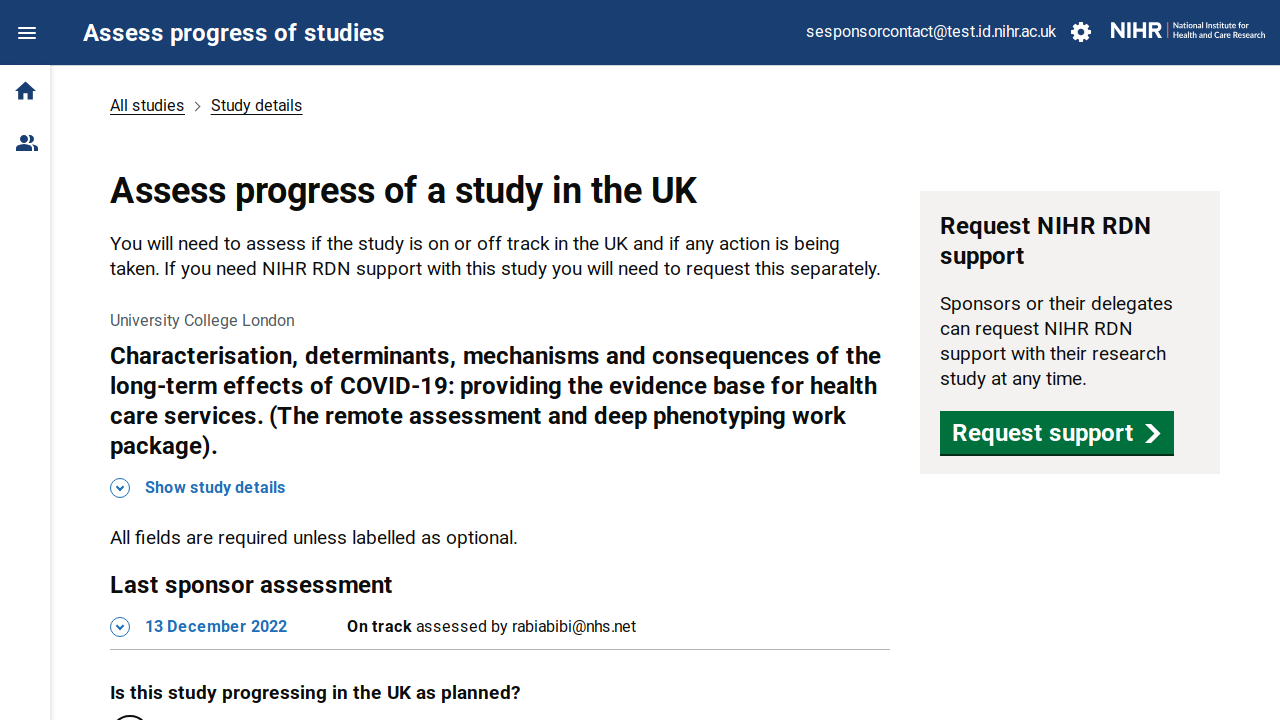 Assess progress of studies
sesponsorcontact@test.id.nihr.ac.uk
NIHR
National Institute for
Health and Care Research
All studies
Study details
Assess progress of a study in the UK
You will need to assess if the study is on or off track in the UK and if any action is being
taken. If you need NIHR RDN support with this study you will need to request this separately.
University College London
Characterisation, determinants, mechanisms and consequences of the
long-term effects of COVID-19: providing the evidence base for health
care services. (The remote assessment and deep phenotyping work
package).
Show study details
All fields are required unless labelled as optional.
Last sponsor assessment
13 December 2022
On track assessed by rabiabibi@nhs.net
Is this study progressing in the UK as planned?
Request NIHR RDN
support
Sponsors or their delegates
can request NIHR RDN
support with their research
study at any time.
Request support